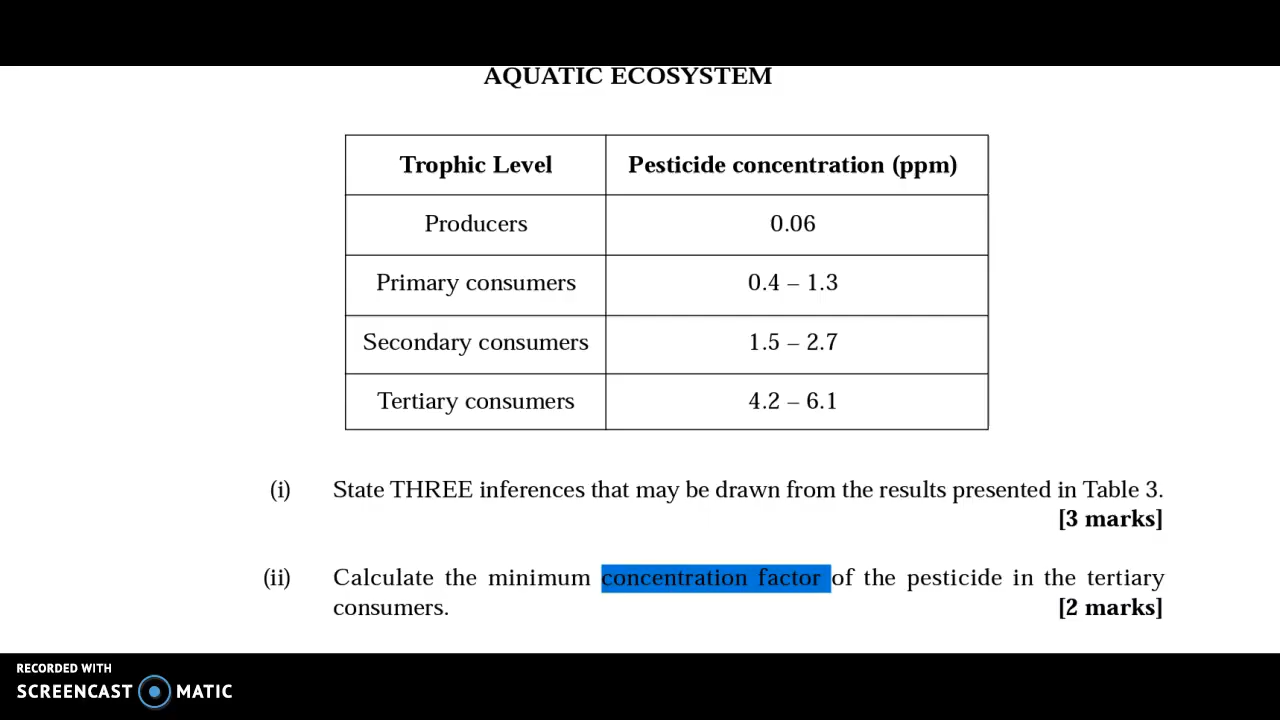 AQUATIC ECOSYSTEM
Trophic Level Pesticide concentration (ppm)
Producers 0.06
Primary consumers 0.4 – 1.3
Secondary consumers 1.5 – 2.7
Tertiary consumers 4.2 – 6.1
(i) State THREE inferences that may be drawn from the results presented in Table 3.
[3 marks]
(ii) Calculate the minimum concentration factor of the pesticide in the tertiary
consumers. [2 marks]
RECORDED WITH
SCREENCAST MATIC